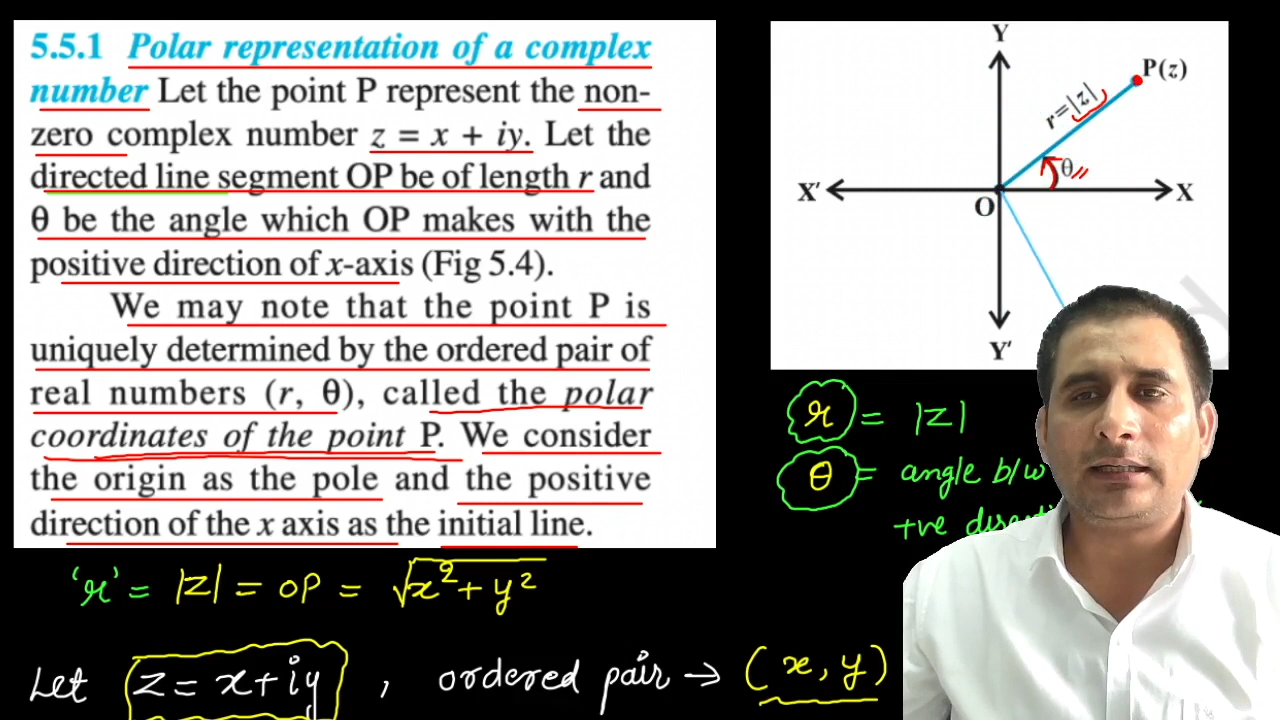 5.5.1 Polar representation of a complex
number Let the point P represent the non-
zero complex number z = x + iy. Let the
directed line segment OP be of length r and
θ be the angle which OP makes with the
positive direction of x-axis (Fig 5.4).
We may note that the point P is
uniquely determined by the ordered pair of
real numbers (r, θ), called the polar
coordinates of the point P. We consider
the origin as the pole and the positive
direction of the x axis as the initial line.
Y
P(z)
r=|z|
θ
X′
X
O
Y′
r = |z|
θ = angle b/w
+ve
'r' = |z| = OP = √x²+y²
Let z = x+iy , ordered pair → (x, y)